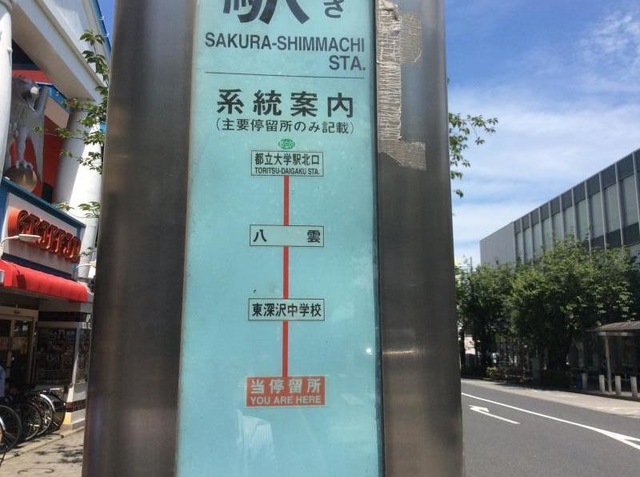 SAKURA-SHIMMACHI
STA.
系統案内
(主要停留所のみ記載)
都立大学駅北口
TORITSU-DAIGAKU STA.
八 雲
東深沢中学校
当停留所
YOU ARE HERE